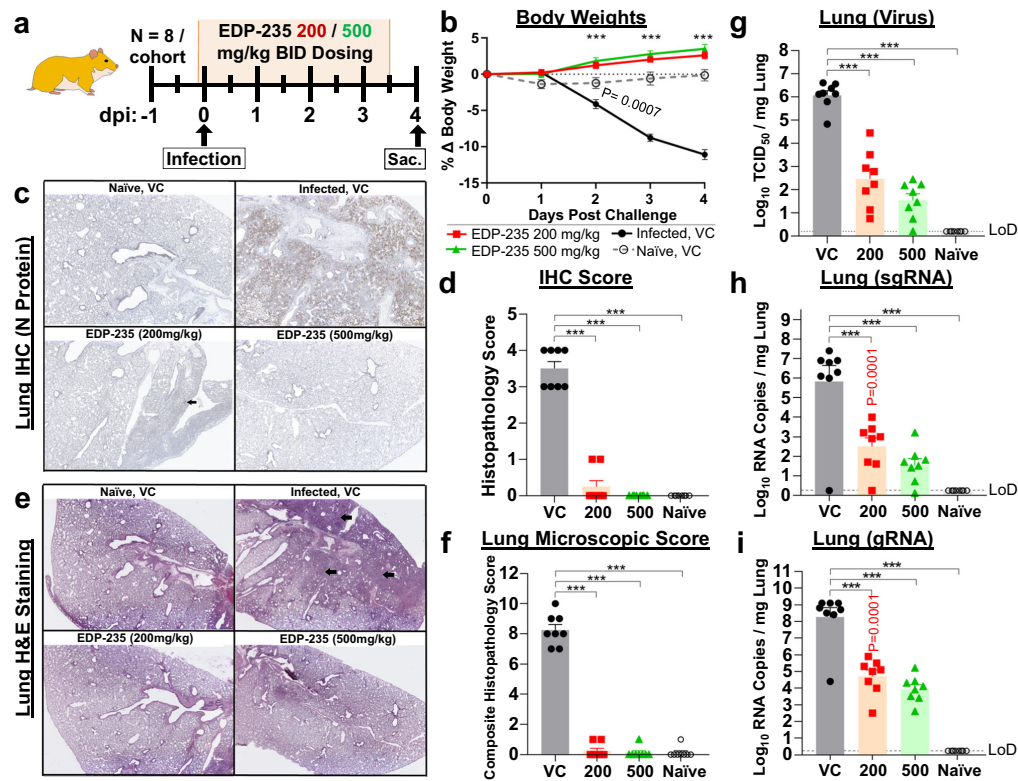 a
N = 8 /
cohort
EDP-235 200 / 500
mg/kg BID Dosing
dpi: -1 0 1 2 3 4
Infection
Sac.
b
Body Weights
*** *** ***
% Δ Body Weight
5
0
-5
-10
-15
P= 0.0007
0 1 2 3 4
Days Post Challenge
EDP-235 200 mg/kg
Infected, VC
EDP-235 500 mg/kg
Naïve, VC
c
Lung IHC (N Protein)
Naïve, VC
Infected, VC
EDP-235 (200mg/kg)
EDP-235 (500mg/kg)
d
IHC Score
Histopathology Score
5
4
3
2
1
0
***
***
***
VC 200 500 Naïve
e
Lung H&E Staining
Naïve, VC
Infected, VC
EDP-235 (200mg/kg)
EDP-235 (500mg/kg)
f
Lung Microscopic Score
Composite Histopathology Score
12
10
8
6
4
2
0
***
***
***
VC 200 500 Naïve
g
Lung (Virus)
Log10 TCID50 / mg Lung
8
7
6
5
4
3
2
1
0
***
***
***
LoD
VC 200 500 Naïve
h
Lung (sgRNA)
Log10 RNA Copies / mg Lung
9
8
7
6
5
4
3
2
1
0
***
***
***
P=0.0001
LoD
VC 200 500 Naïve
i
Lung (gRNA)
Log10 RNA Copies / mg Lung
12
11
10
9
8
7
6
5
4
3
2
1
0
***
***
***
P=0.0001
LoD
VC 200 500 Naïve